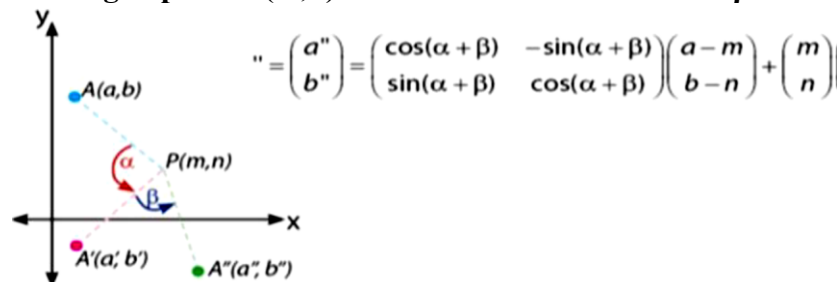 y
A(a,b)
" = (a" b") = (cos(α + β) -sin(α + β) sin(α + β) cos(α + β)) (a - m b - n) + (m n)
α
P(m,n)
β
x
A'(a', b')
A"(a", b")